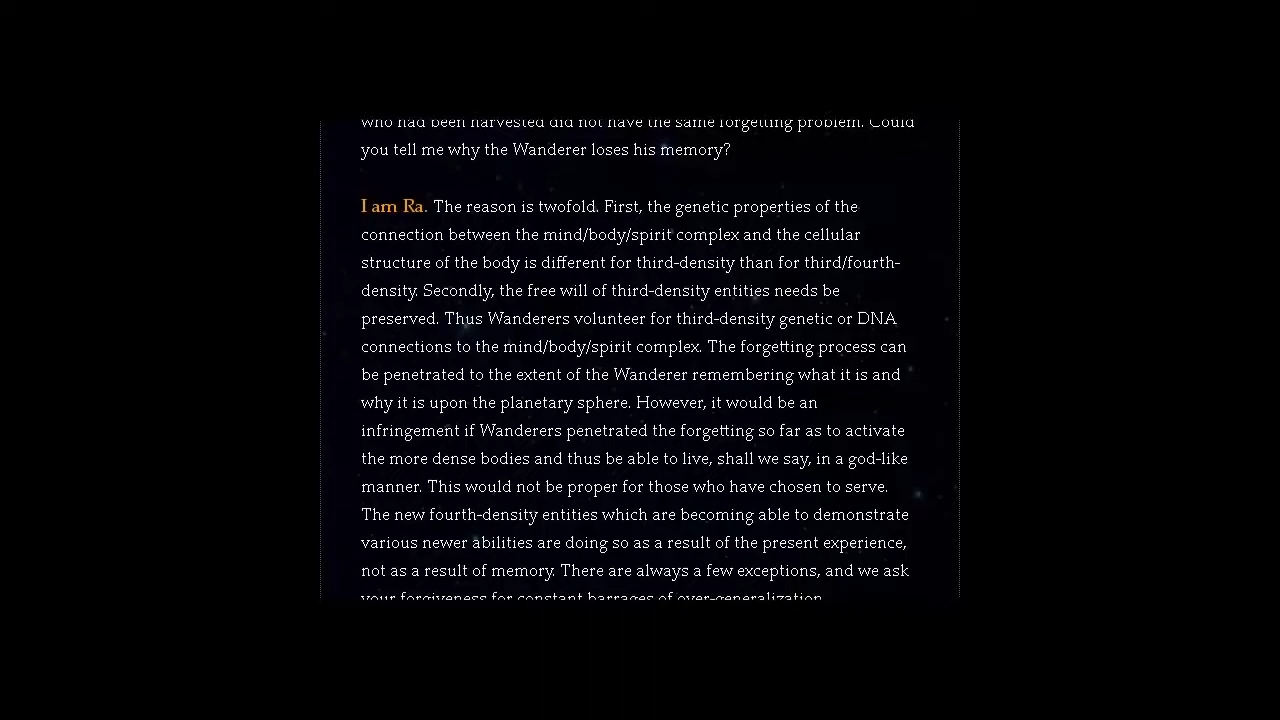 who had been harvested did not have the same forgetting problem. Could
you tell me why the Wanderer loses his memory?
I am Ra. The reason is twofold. First, the genetic properties of the
connection between the mind/body/spirit complex and the cellular
structure of the body is different for third-density than for third/fourth-
density. Secondly, the free will of third-density entities needs be
preserved. Thus Wanderers volunteer for third-density genetic or DNA
connections to the mind/body/spirit complex. The forgetting process can
be penetrated to the extent of the Wanderer remembering what it is and
why it is upon the planetary sphere. However, it would be an
infringement if Wanderers penetrated the forgetting so far as to activate
the more dense bodies and thus be able to live, shall we say, in a god-like
manner. This would not be proper for those who have chosen to serve.
The new fourth-density entities which are becoming able to demonstrate
various newer abilities are doing so as a result of the present experience,
not as a result of memory. There are always a few exceptions, and we ask
your forgiveness for constant barrages of over-generalization.